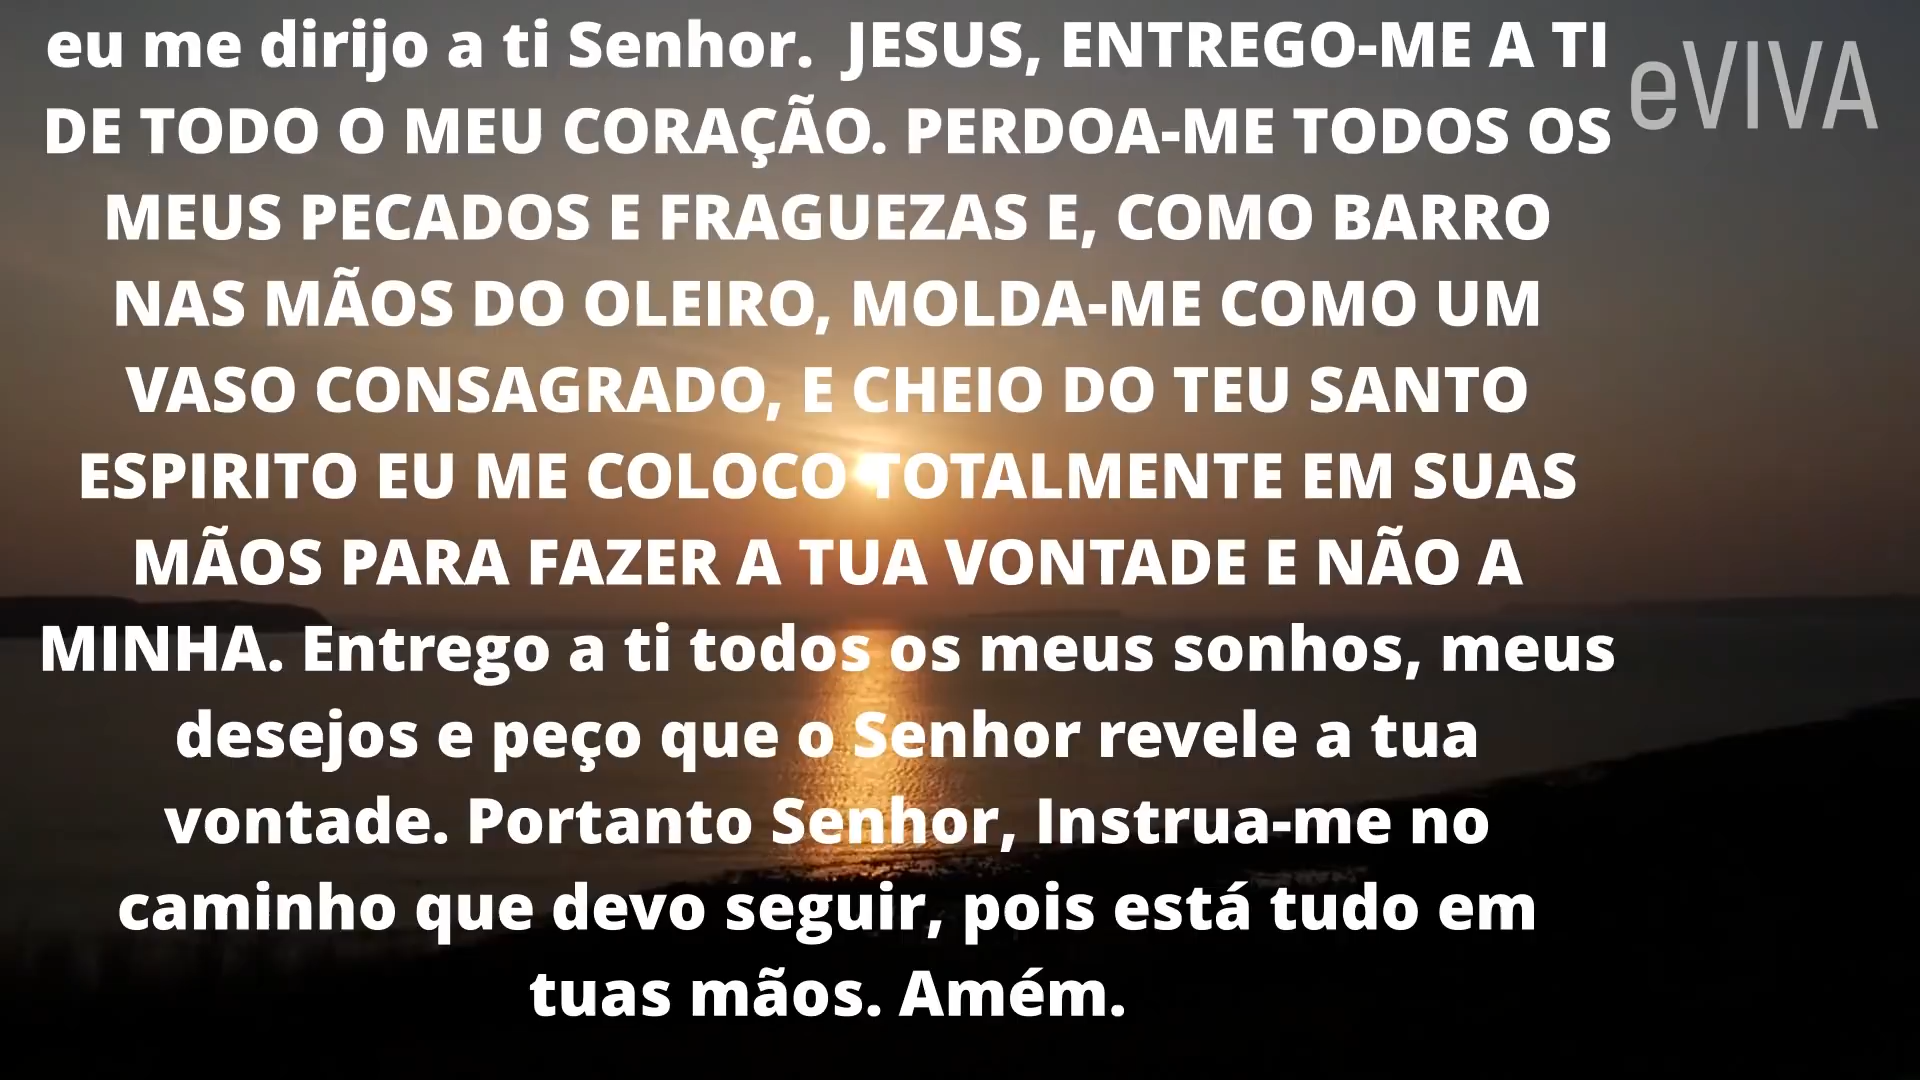 eu me dirijo a ti Senhor. JESUS, ENTREGO-ME A TI
DE TODO O MEU CORAÇÃO. PERDOA-ME TODOS OS
MEUS PECADOS E FRAGUEZAS E, COMO BARRO
NAS MÃOS DO OLEIRO, MOLDA-ME COMO UM
VASO CONSAGRADO, E CHEIO DO TEU SANTO
ESPIRITO EU ME COLOCO TOTALMENTE EM SUAS
MÃOS PARA FAZER A TUA VONTADE E NÃO A
MINHA. Entrego a ti todos os meus sonhos, meus
desejos e peço que o Senhor revele a tua
vontade. Portanto Senhor, Instrua-me no
caminho que devo seguir, pois está tudo em
tuas mãos. Amém.
eVIVA